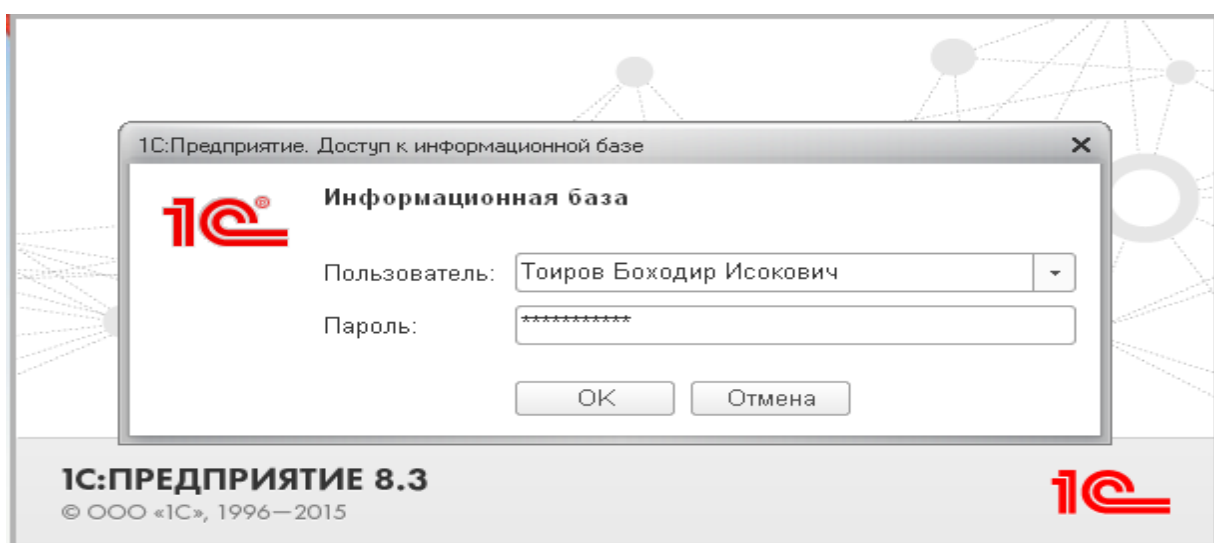 1С:Предприятие. Доступ к информационной базе
1С®
Информационная база
Пользователь: Тоиров Боходир Исокович
Пароль: ***********
OK Отмена
1С:ПРЕДПРИЯТИЕ 8.3
© ООО «1С», 1996—2015
1С